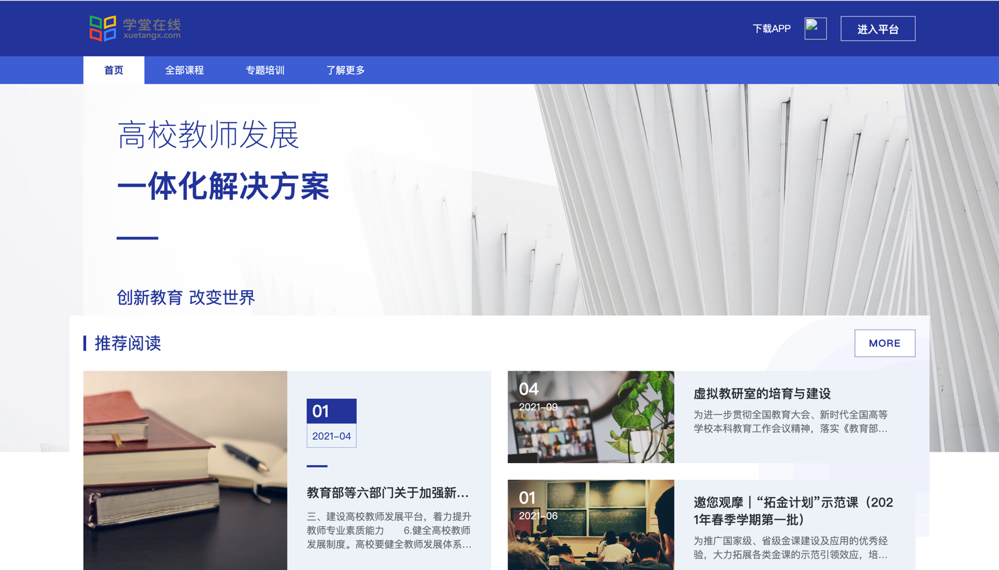 学堂在线
xuetangx.com
下载APP
进入平台
首页
全部课程
专题培训
了解更多
高校教师发展
一体化解决方案
创新教育 改变世界
推荐阅读
MORE
01
2021-04
教育部等六部门关于加强新...
三、建设高校教师发展平台，着力提升
教师专业素质能力　　6.健全高校教师
发展制度。高校要健全教师发展体系...
04
2021-09
虚拟教研室的培育与建设
为进一步贯彻全国教育大会、新时代全国高等
学校本科教育工作会议精神，落实《教育部...
01
2021-06
邀您观摩｜“拓金计划”示范课（202
1年春季学期第一批）
为推广国家级、省级金课建设及应用的优秀经
验，大力拓展各类金课的示范引领效应，培...